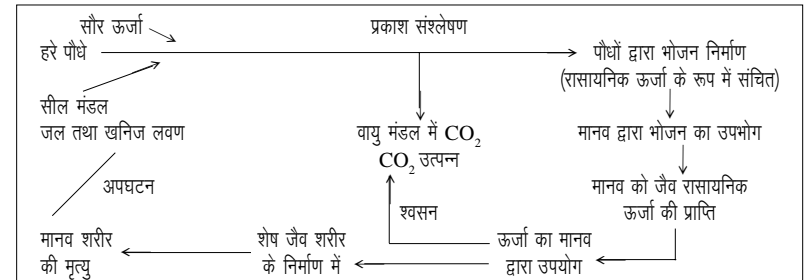 सौर ऊर्जा
प्रकाश संश्लेषण
हरे पौधे
पौधों द्वारा भोजन निर्माण
(रासायनिक ऊर्जा के रूप में संचित)
सील मंडल
जल तथा खनिज लवण
वायु मंडल में CO₂
CO₂ उत्पन्न
मानव द्वारा भोजन का उपभोग
अपघटन
मानव को जैव रासायनिक
ऊर्जा की प्राप्ति
श्वसन
मानव शरीर
की मृत्यु
शेष जैव शरीर
के निर्माण में
ऊर्जा का मानव
द्वारा उपयोग